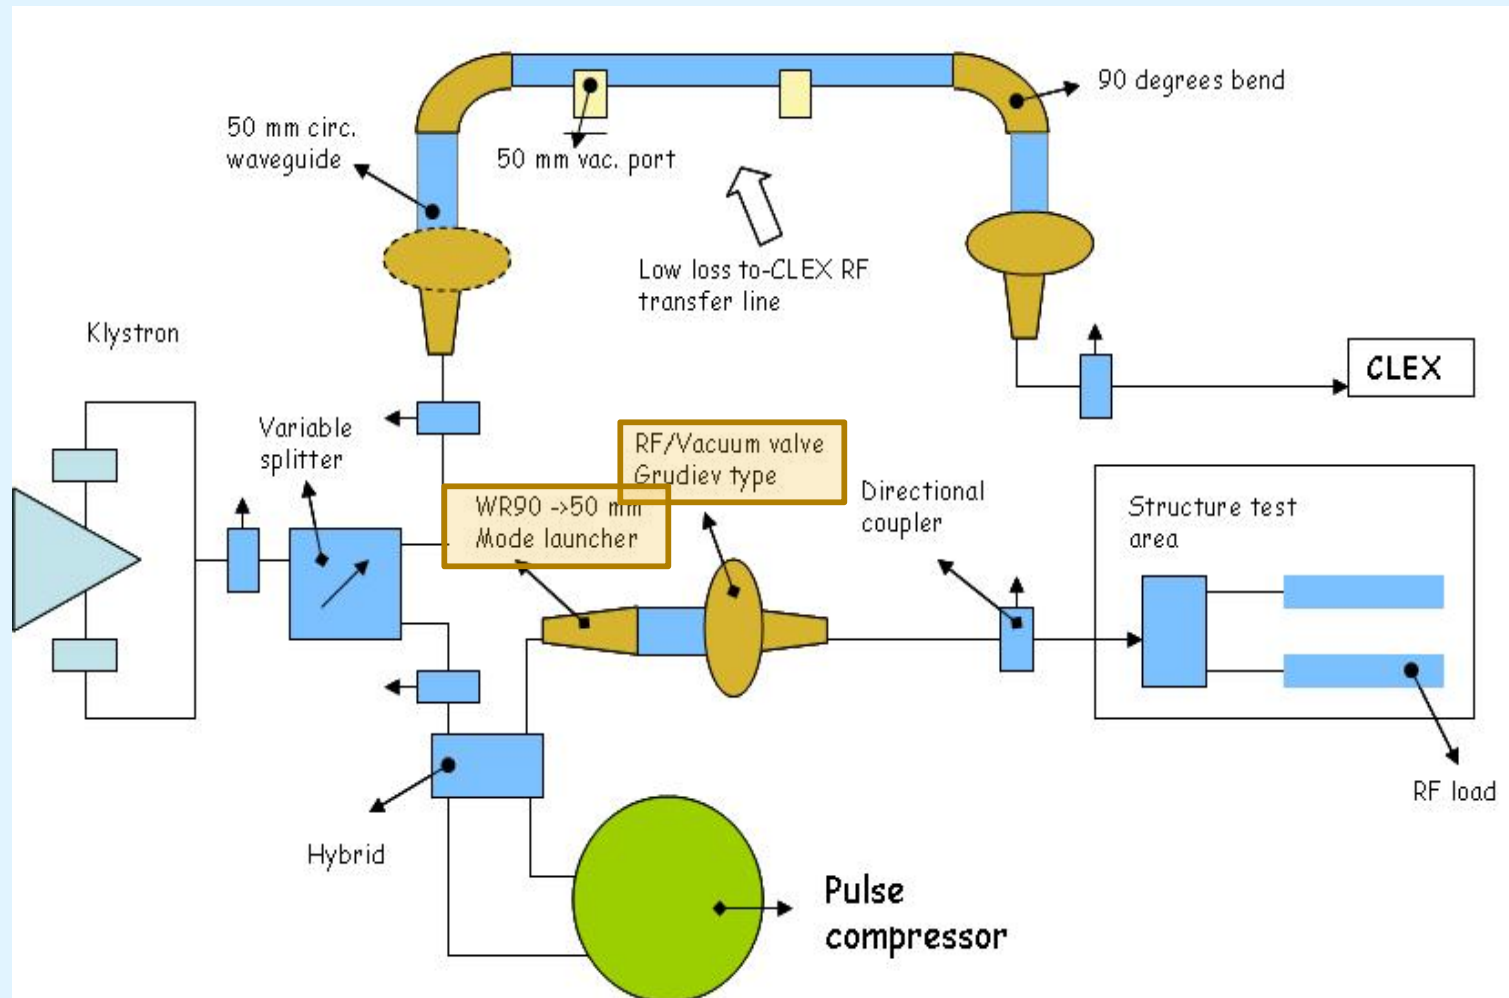 90 degrees bend
50 mm circ.
waveguide
50 mm vac. port
Low loss to-CLEX RF
transfer line
Klystron
CLEX
Variable
splitter
RF/Vacuum valve
Grudiev type
WR90 ->50 mm
Mode launcher
Directional
coupler
Structure test
area
RF load
Hybrid
Pulse
compressor